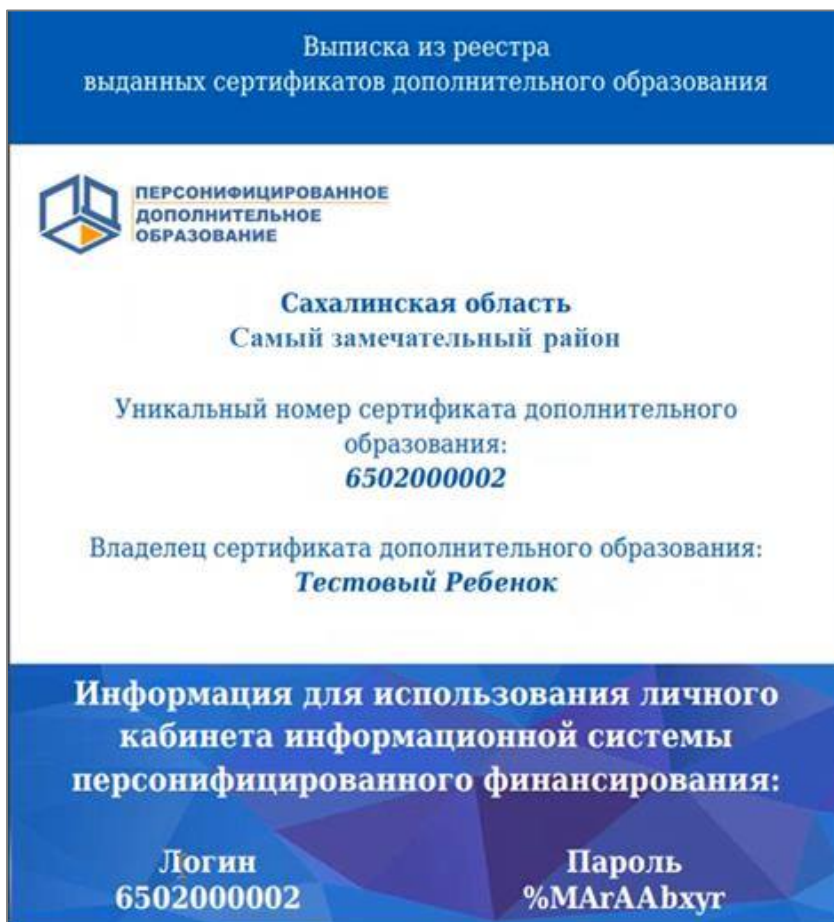 Выписка из реестра
выданных сертификатов дополнительного образования
ПЕРСОНИФИЦИРОВАННОЕ
ДОПОЛНИТЕЛЬНОЕ
ОБРАЗОВАНИЕ
Сахалинская область
Самый замечательный район
Уникальный номер сертификата дополнительного
образования:
6502000002
Владелец сертификата дополнительного образования:
Тестовый Ребенок
Информация для использования личного
кабинета информационной системы
персонифицированного финансирования:
Логин
Пароль
6502000002
%MArAAbxyr